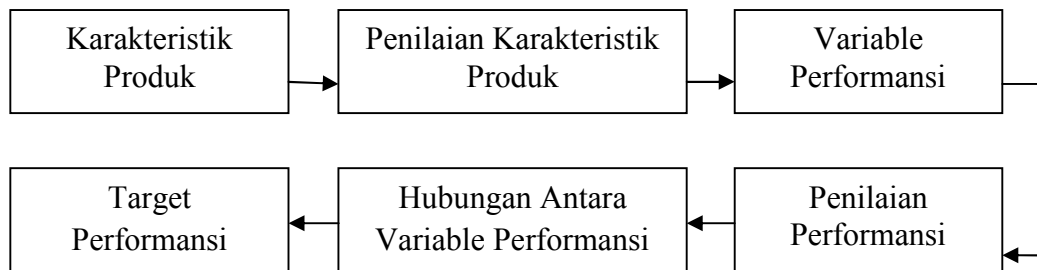 Karakteristik
Produk
Penilaian Karakteristik
Produk
Variable
Performansi
Penilaian
Performansi
Hubungan Antara
Variable Performansi
Target
Performansi